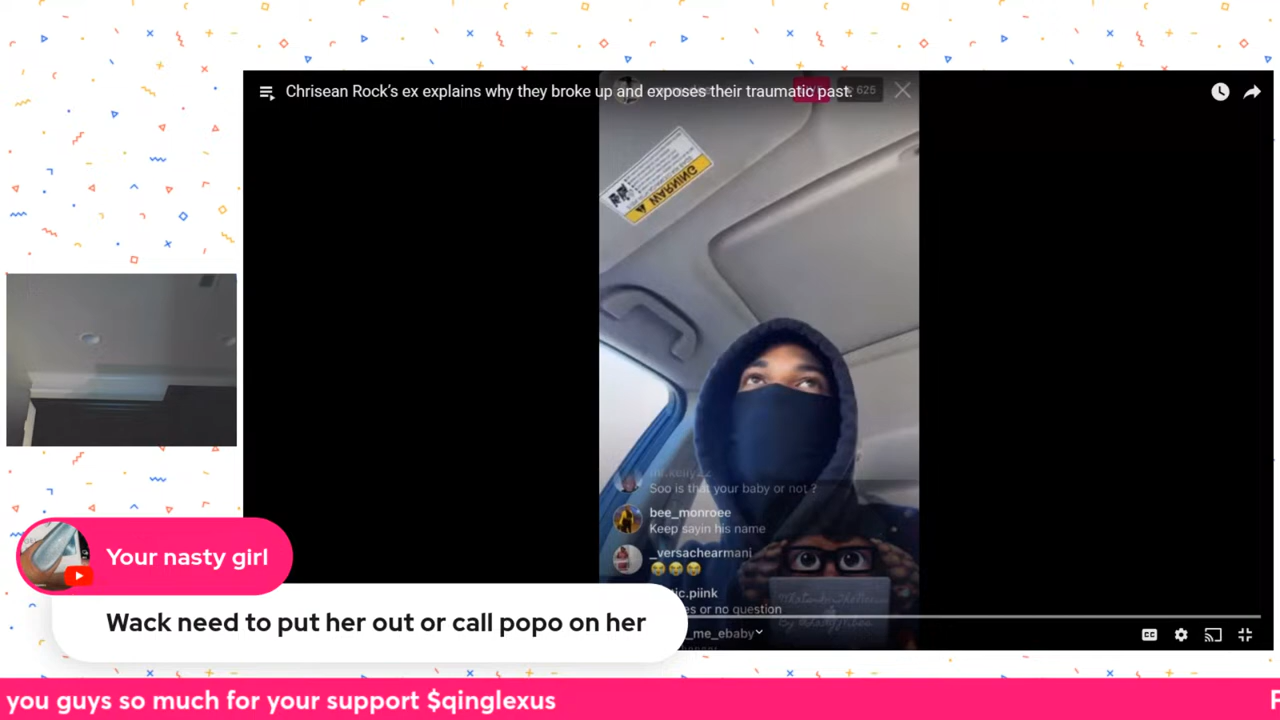 Chrisean Rock’s ex explains why they broke up and exposes their traumatic past.
625
WARNING
Soo is that your baby or not ?
bee_monroee
Keep sayin his name
_versachearmani
😭😭😭
Your nasty girl
Wack need to put her out or call popo on her
es or no question
_me_ebaby
CC
you guys so much for your support $qinglexus